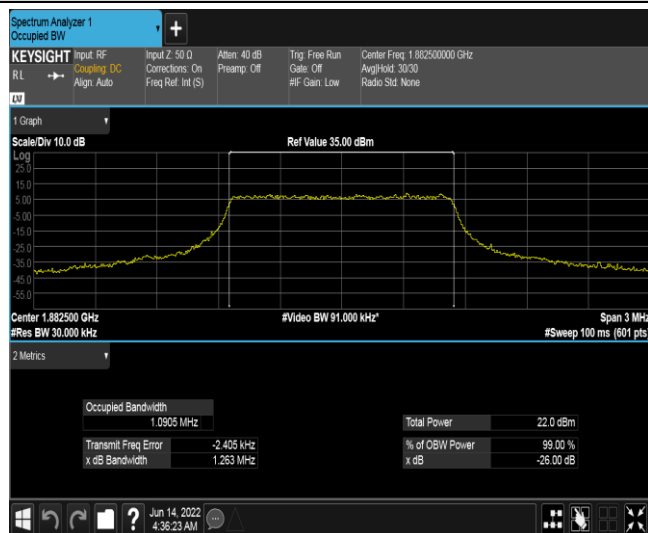 Spectrum Analyzer 1
Occupied BW
+
KEYSIGHT
RL
LXI
Input: RF
Coupling: DC
Align: Auto
Input Z: 50 Ω
Corrections: On
Freq Ref: Int (S)
Atten: 40 dB
Preamp: Off
Trig: Free Run
Gate: Off
#IF Gain: Low
Center Freq: 1.882500000 GHz
Avg|Hold: 30/30
Radio Std: None
1 Graph
Scale/Div 10.0 dB
Ref Value 35.00 dBm
Log
25.0
15.0
5.00
-5.00
-15.0
-25.0
-35.0
-45.0
-55.0
Center 1.882500 GHz
#Video BW 91.000 kHz*
Span 3 MHz
#Res BW 30.000 kHz
#Sweep 100 ms (601 pts)
2 Metrics
Occupied Bandwidth
1.0905 MHz
Total Power 22.0 dBm
Transmit Freq Error -2.405 kHz
% of OBW Power 99.00 %
x dB Bandwidth 1.263 MHz
x dB -26.00 dB
?
Jun 14, 2022
4:36:23 AM